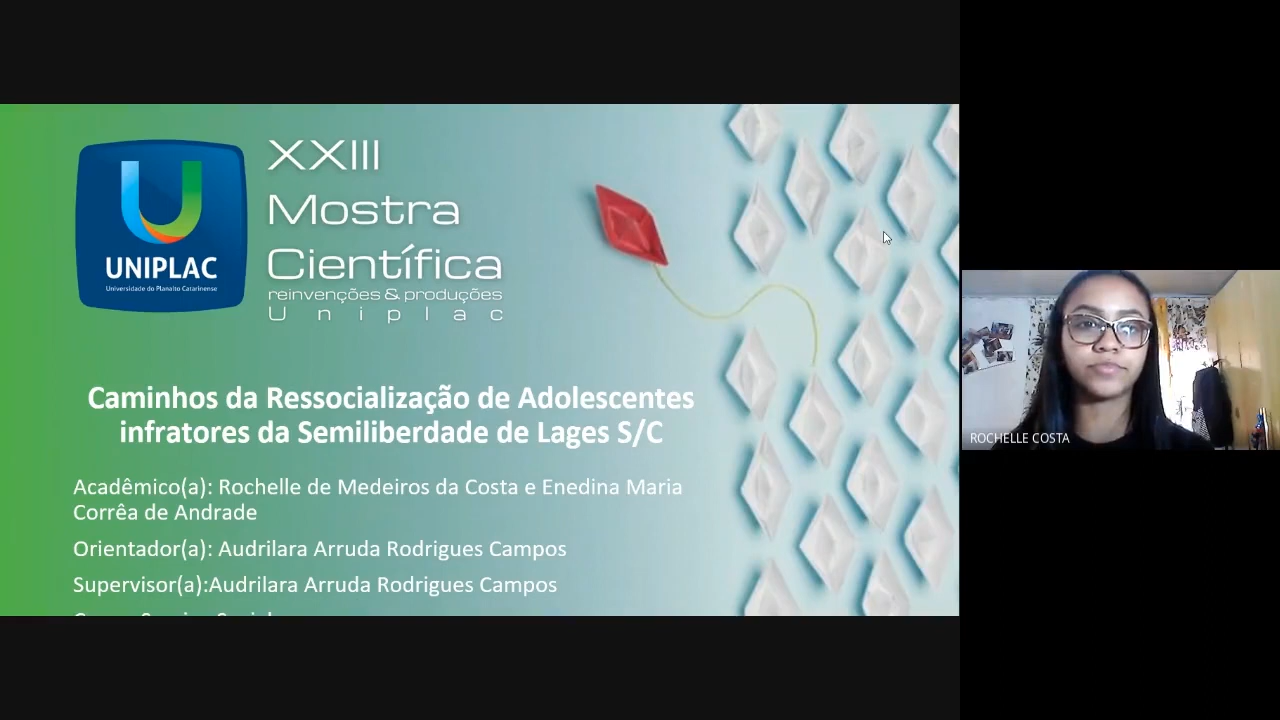 UNIPLAC
Universidade do Planalto Catarinense
XXIII
Mostra
Científica
reinvenções & produções
Uniplac
Caminhos da Ressocialização de Adolescentes
infratores da Semiliberdade de Lages S/C
Acadêmico(a): Rochelle de Medeiros da Costa e Enedina Maria
Corrêa de Andrade
Orientador(a): Audrilara Arruda Rodrigues Campos
Supervisor(a):Audrilara Arruda Rodrigues Campos
ROCHELLE COSTA